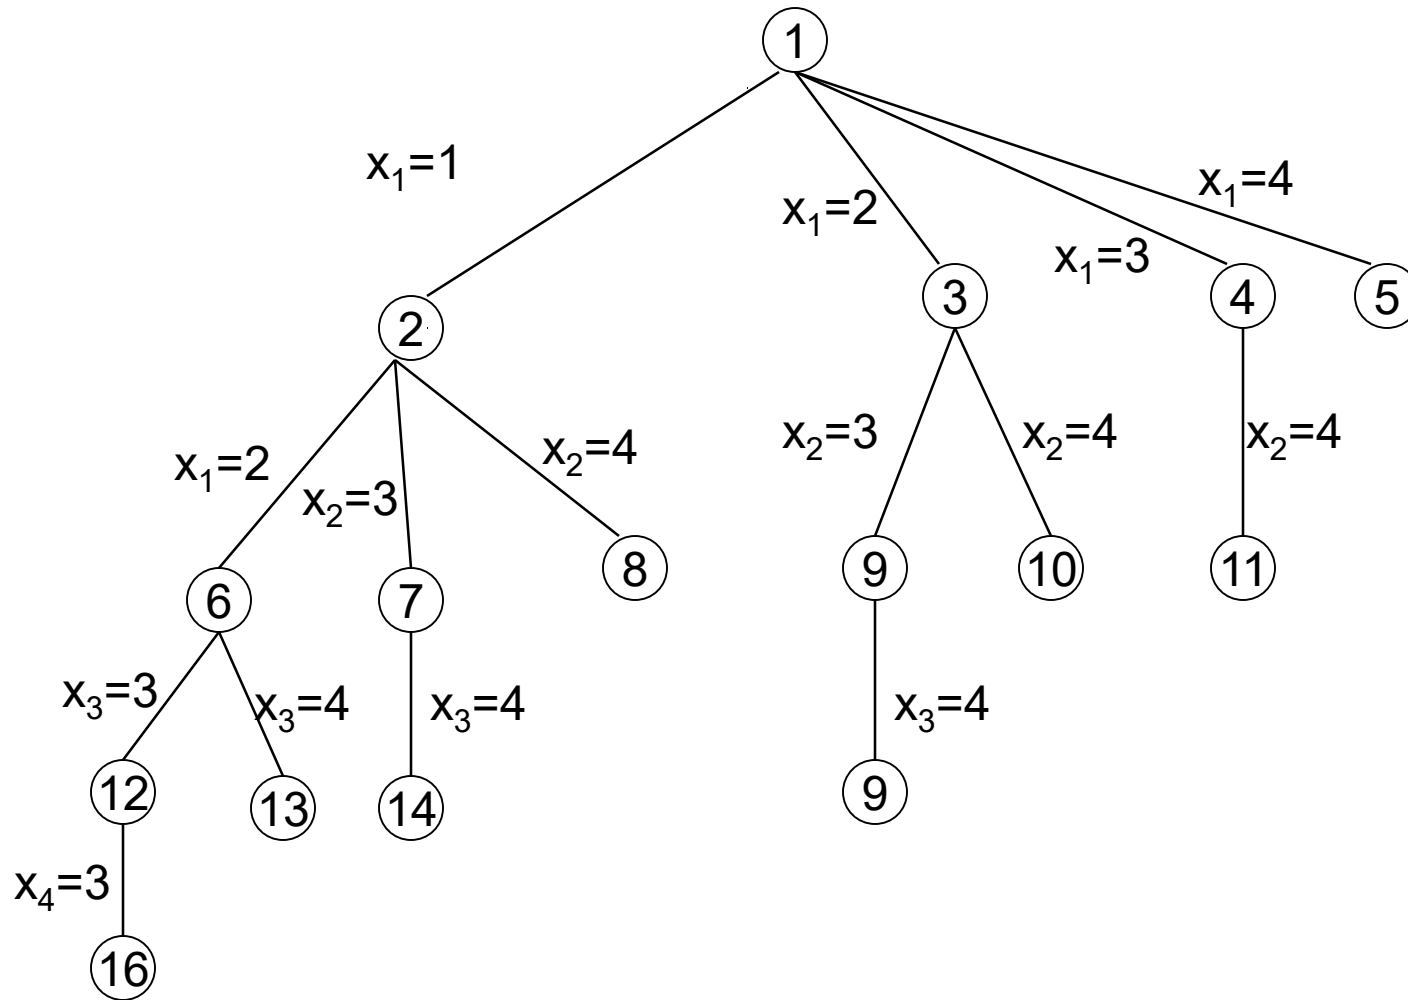 1
x₁=1
x₁=2
x₁=3
x₁=4
2
3
4
5
x₁=2
x₂=3
x₂=4
x₂=3
x₂=4
x₂=4
6
7
8
9
10
11
x₃=3
x₃=4
x₃=4
x₃=4
12
13
14
9
x₄=3
16